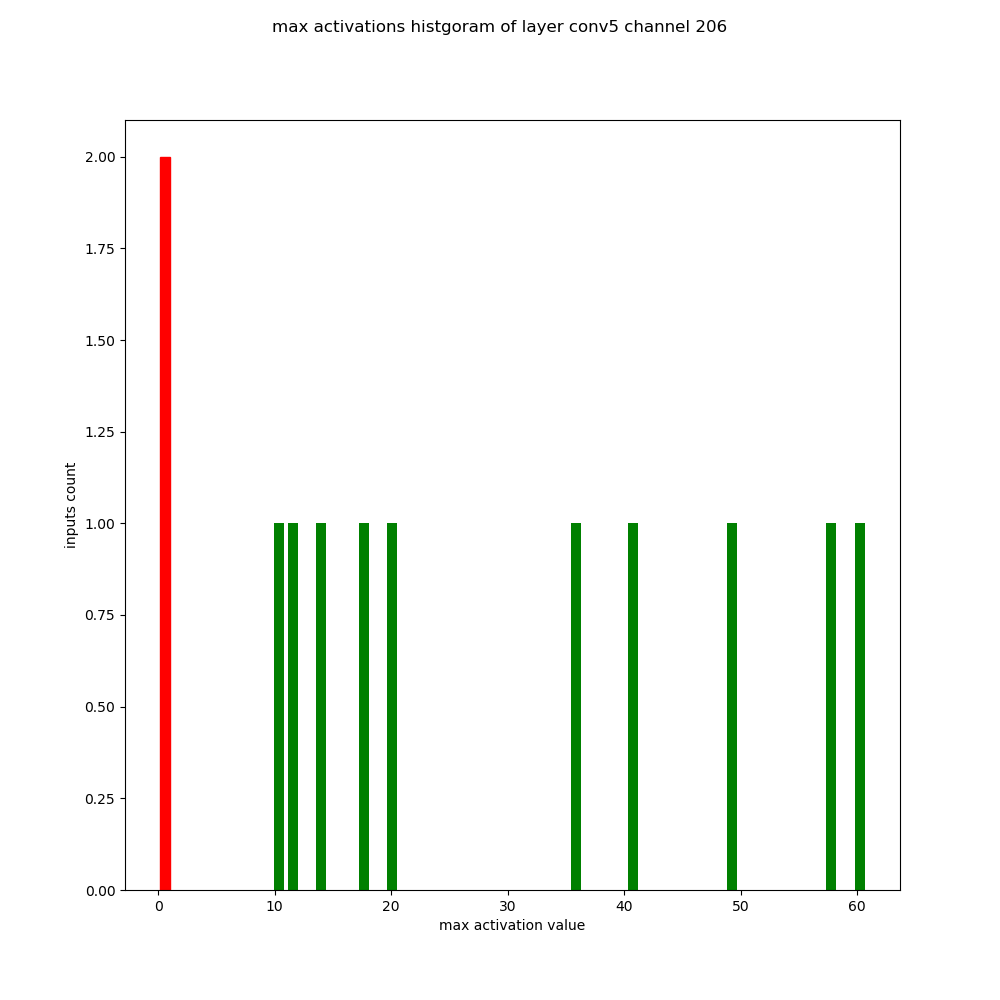 max activations histgoram of layer conv5 channel 206
2.00
1.75
1.50
1.25
1.00
0.75
0.50
0.25
0.00
inputs count
0 10 20 30 40 50 60
max activation value